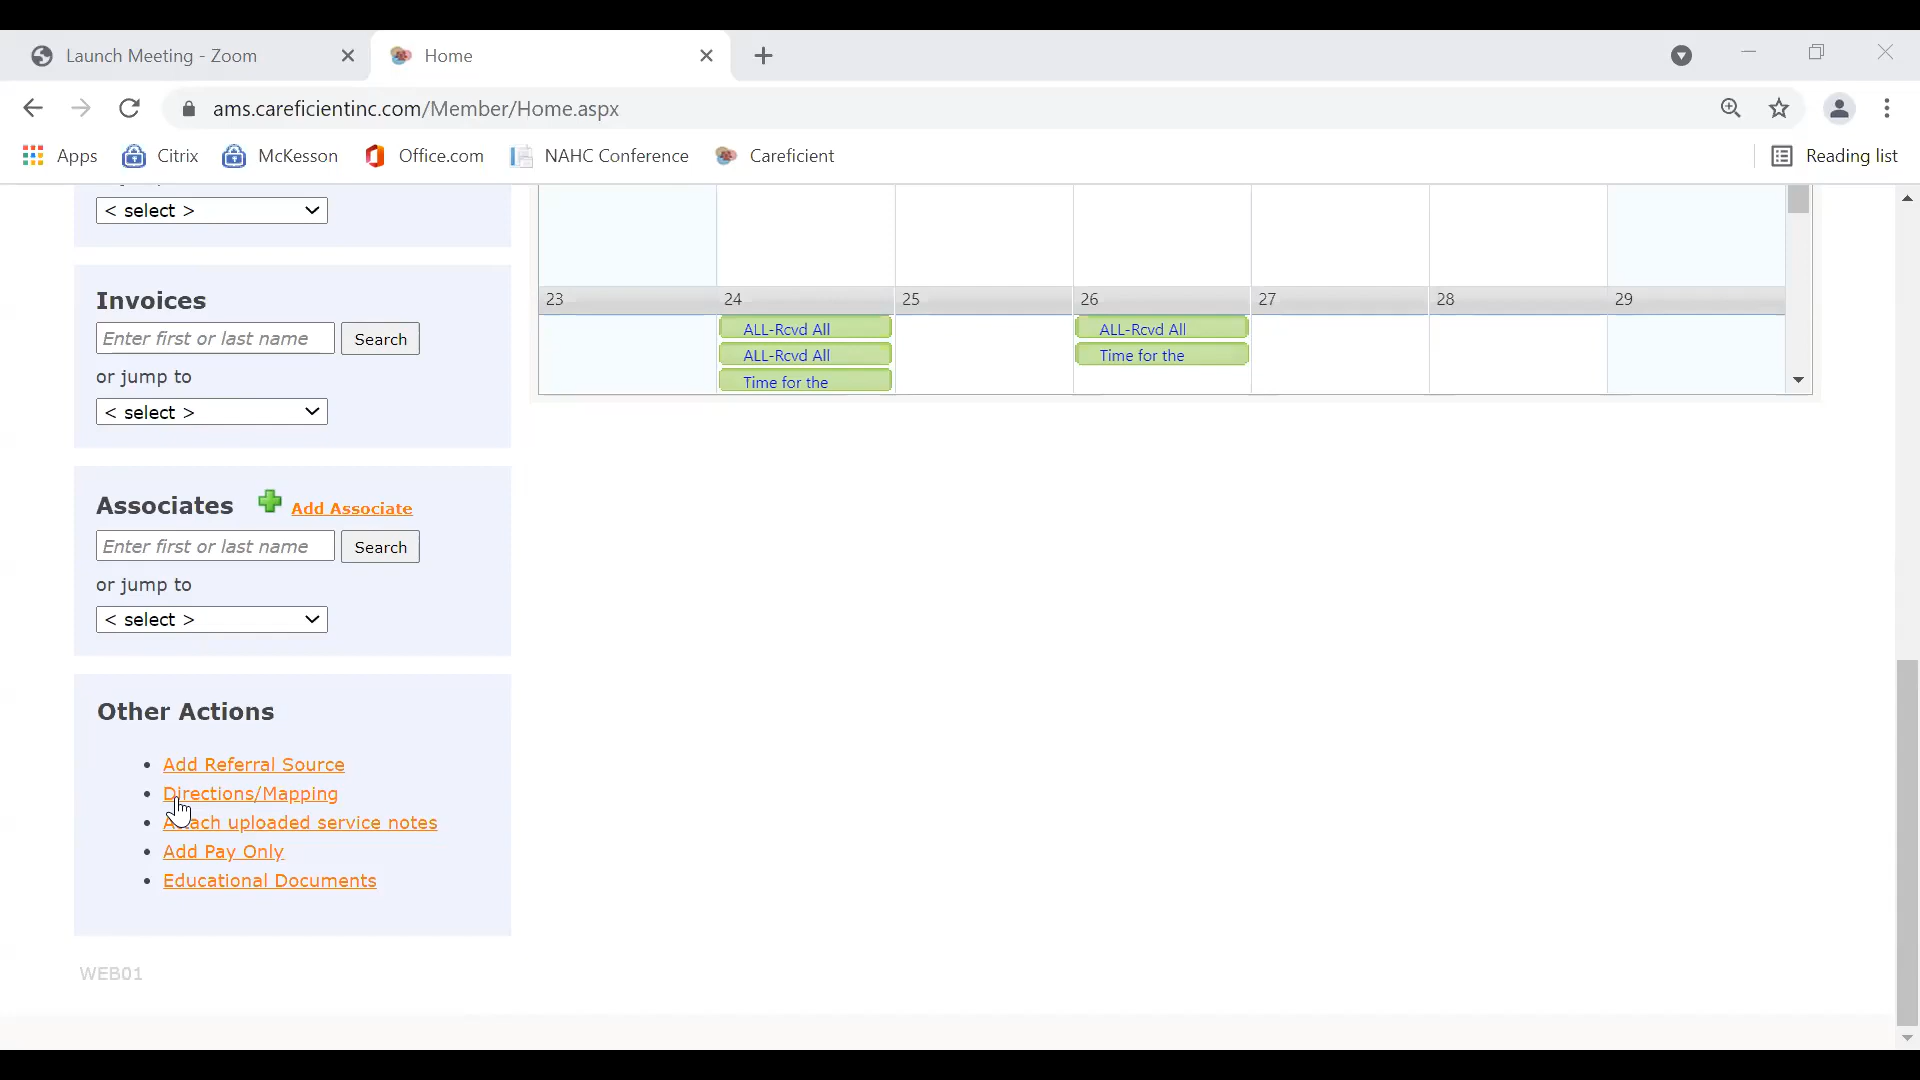 Launch Meeting - Zoom
Home
ams.careficientinc.com/Member/Home.aspx
Apps
Citrix
McKesson
Office.com
NAHC Conference
Careficient
Reading list
< select >
Invoices
Enter first or last name
Search
or jump to
< select >
Associates
Add Associate
Enter first or last name
Search
or jump to
< select >
Other Actions
• Add Referral Source
• Directions/Mapping
• Attach uploaded service notes
• Add Pay Only
• Educational Documents
WEB01
23 24 25 26 27 28 29
ALL-Rcvd All
ALL-Rcvd All
Time for the
ALL-Rcvd All
Time for the